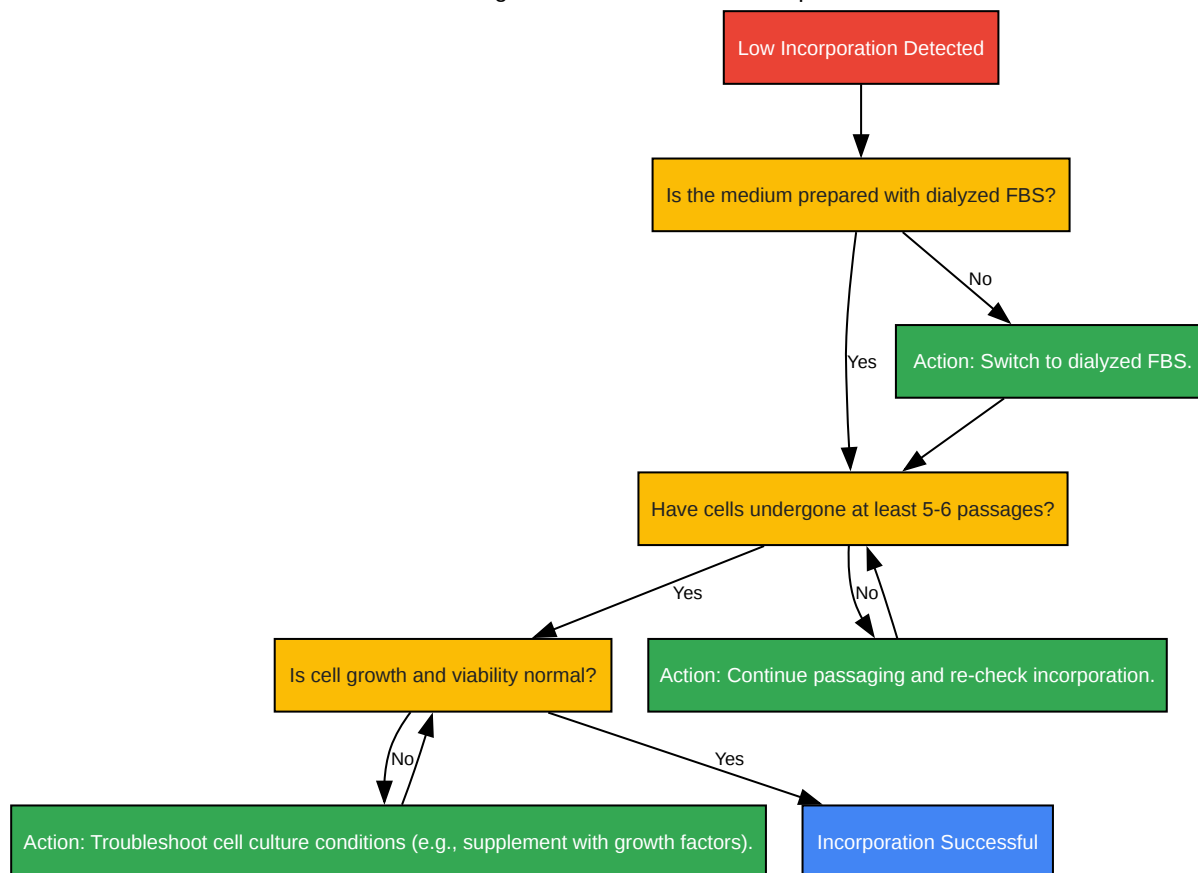 Low Incorporation Detected
Is the medium prepared with dialyzed FBS?
No
Yes
Action: Switch to dialyzed FBS.
Have cells undergone at least 5-6 passages?
Yes
No
Is cell growth and viability normal?
Action: Continue passaging and re-check incorporation.
No
Yes
Action: Troubleshoot cell culture conditions (e.g., supplement with growth factors).
Incorporation Successful